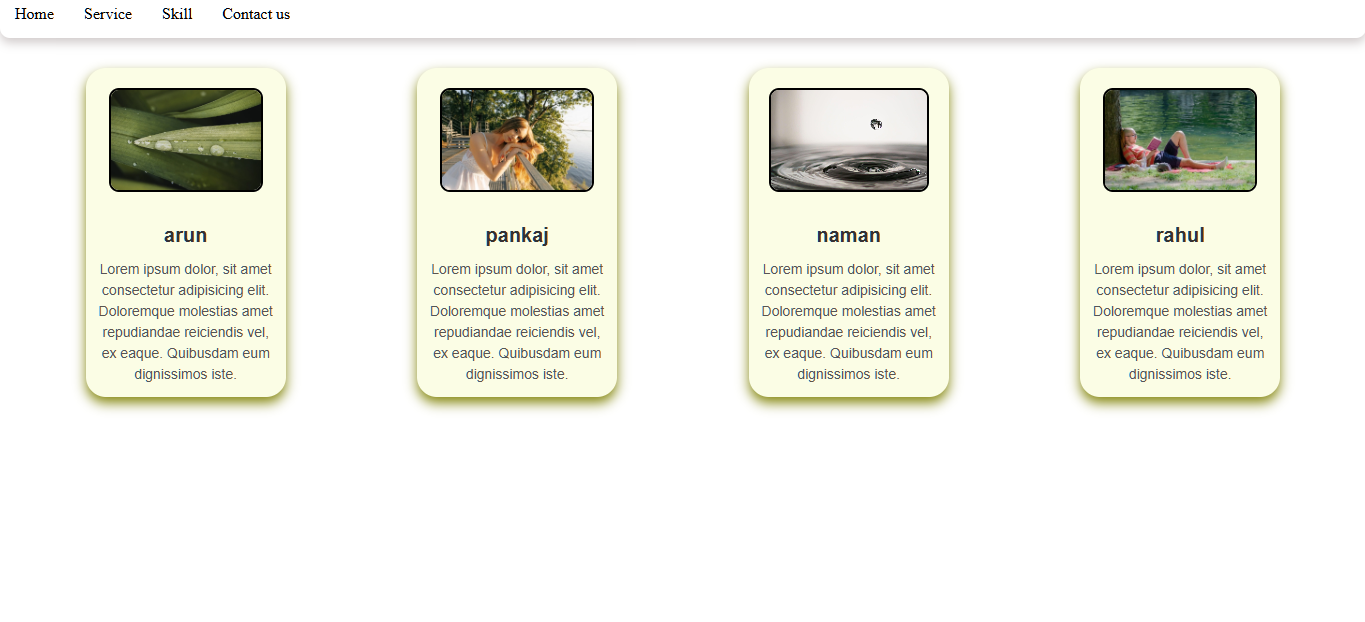 Home Service Skill Contact us
arun
Lorem ipsum dolor, sit amet
consectetur adipisicing elit.
Doloremque molestias amet
repudiandae reiciendis vel,
ex eaque. Quibusdam eum
dignissimos iste.
pankaj
Lorem ipsum dolor, sit amet
consectetur adipisicing elit.
Doloremque molestias amet
repudiandae reiciendis vel,
ex eaque. Quibusdam eum
dignissimos iste.
naman
Lorem ipsum dolor, sit amet
consectetur adipisicing elit.
Doloremque molestias amet
repudiandae reiciendis vel,
ex eaque. Quibusdam eum
dignissimos iste.
rahul
Lorem ipsum dolor, sit amet
consectetur adipisicing elit.
Doloremque molestias amet
repudiandae reiciendis vel,
ex eaque. Quibusdam eum
dignissimos iste.